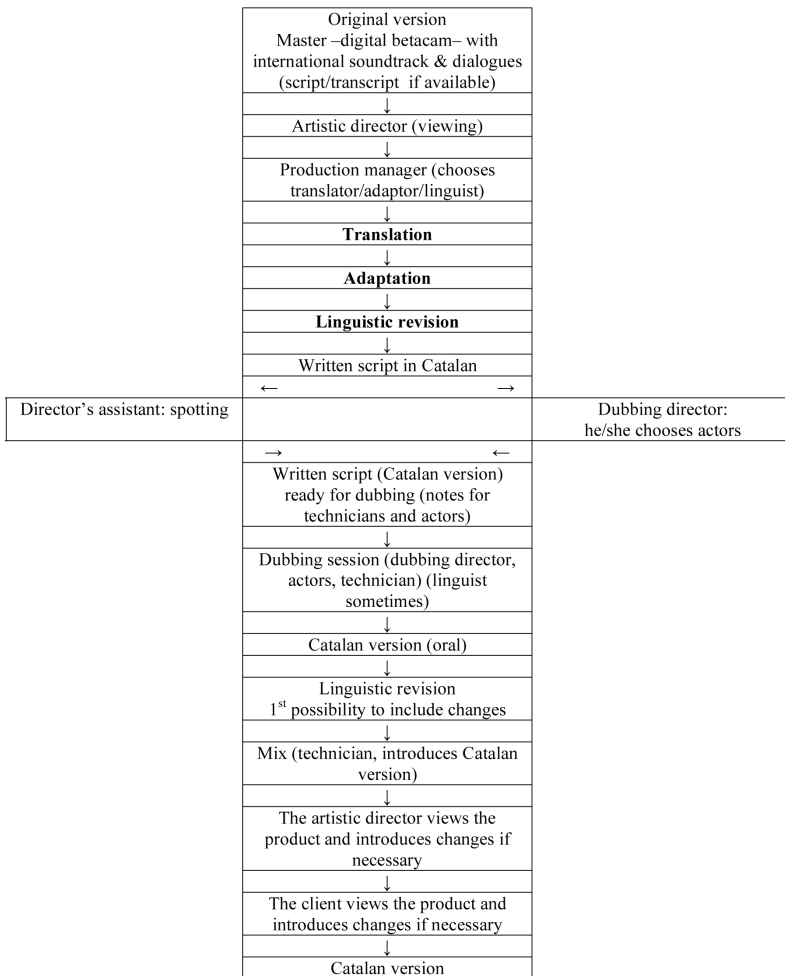 Original version
Master –digital betacam– with
international soundtrack & dialogues
(script/transcript if available)
↓
Artistic director (viewing)
↓
Production manager (chooses
translator/adaptor/linguist)
↓
Translation
↓
Adaptation
↓
Linguistic revision
↓
Written script in Catalan
← →
Director's assistant: spotting
Dubbing director:
he/she chooses actors
→ ←
Written script (Catalan version)
ready for dubbing (notes for
technicians and actors)
↓
Dubbing session (dubbing director,
actors, technician) (linguist
sometimes)
↓
Catalan version (oral)
↓
Linguistic revision
1st possibility to include changes
↓
Mix (technician, introduces Catalan
version)
↓
The artistic director views the
product and introduces changes if
necessary
↓
The client views the product and
introduces changes if necessary
↓
Catalan version